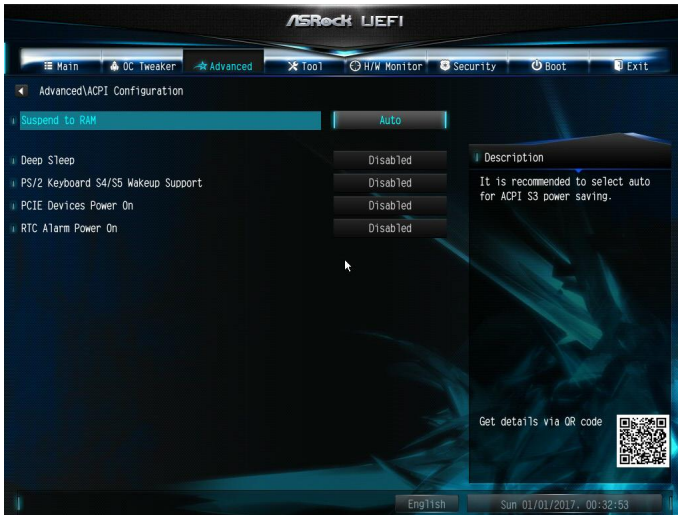 ASRock UEFI
Main OC Tweaker Advanced Tool H/W Monitor Security Boot Exit
Advanced\ACPI Configuration
Suspend to RAM Auto
Deep Sleep Disabled
PS/2 Keyboard S4/S5 Wakeup Support Disabled
PCIE Devices Power On Disabled
RTC Alarm Power On Disabled
Description
It is recommended to select auto
for ACPI S3 power saving.
Get details via QR code
English Sun 01/01/2017. 00:32:53